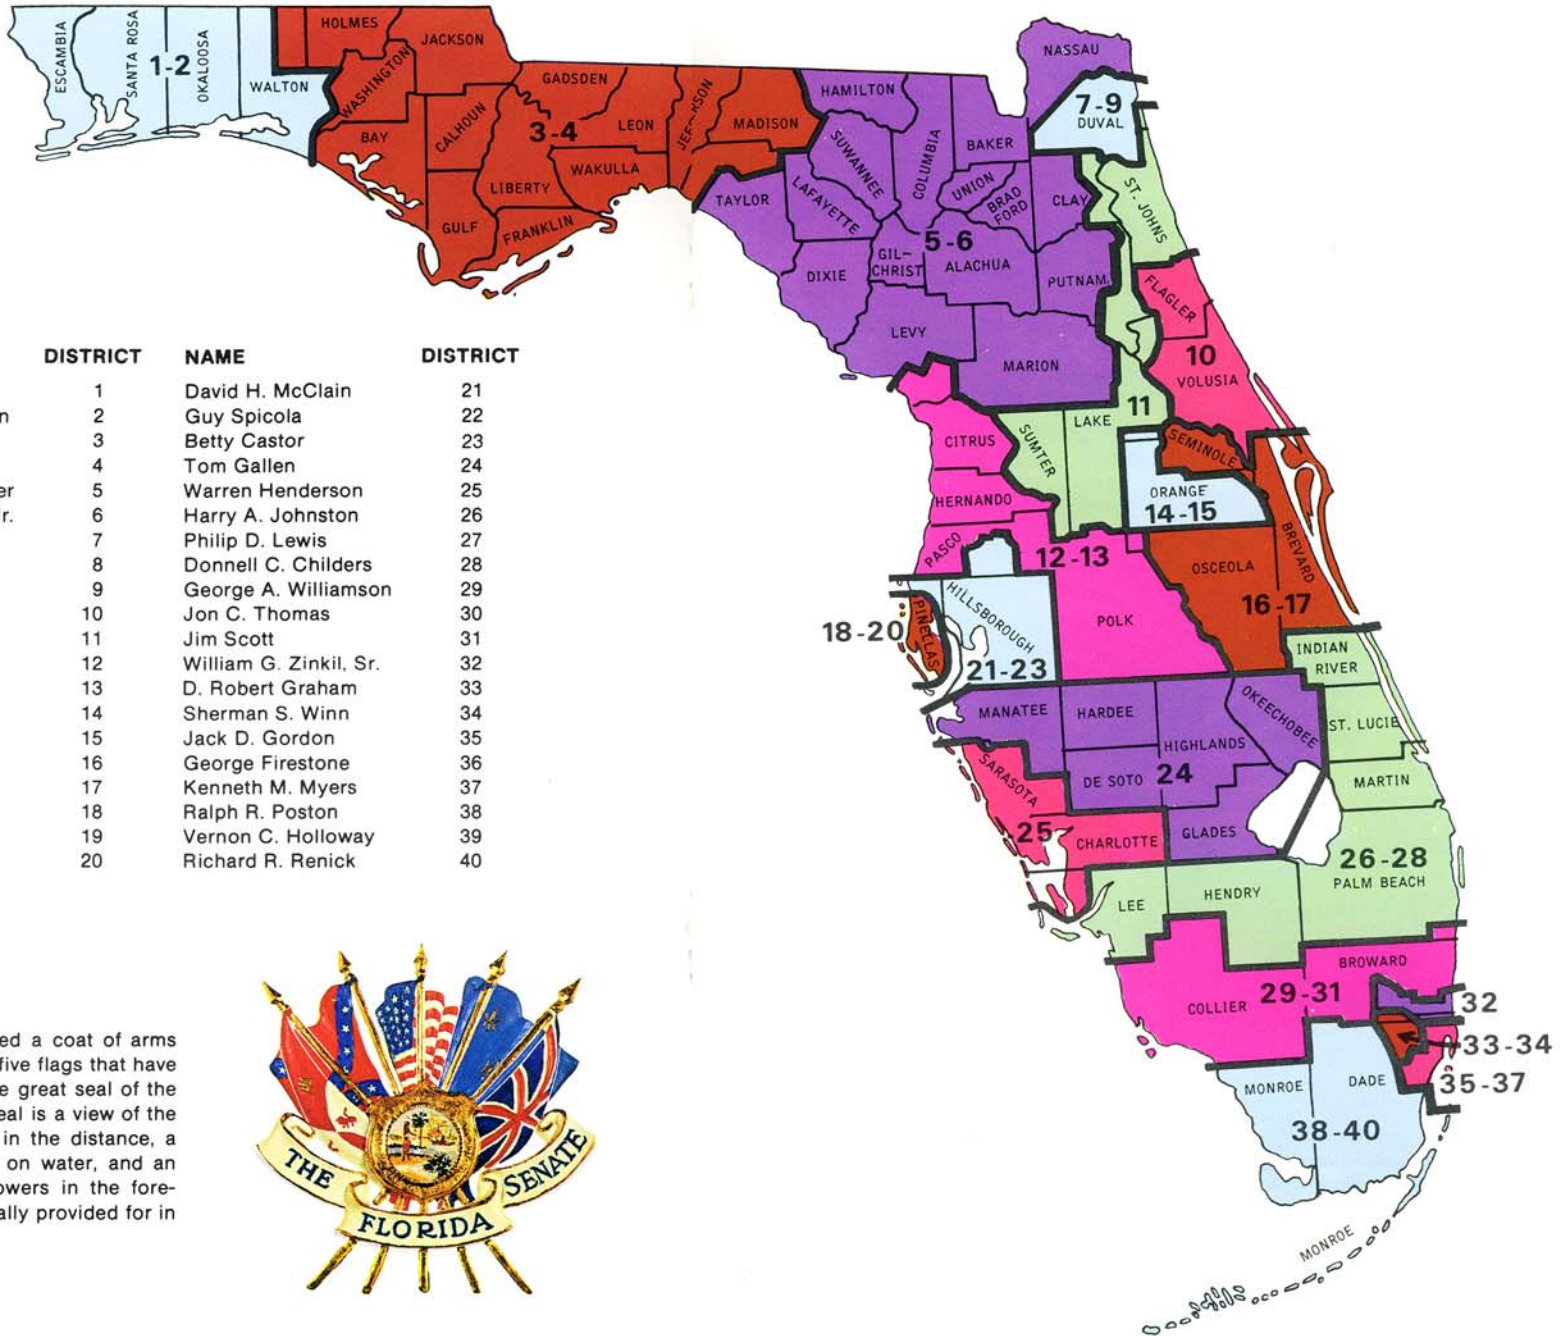 DISTRICT NAME DISTRICT
1 David H. McClain 21
n 2 Guy Spicola 22
3 Betty Castor 23
4 Tom Gallen 24
er 5 Warren Henderson 25
r. 6 Harry A. Johnston 26
7 Philip D. Lewis 27
8 Donnell C. Childers 28
9 George A. Williamson 29
10 Jon C. Thomas 30
11 Jim Scott 31
12 William G. Zinkil, Sr. 32
13 D. Robert Graham 33
14 Sherman S. Winn 34
15 Jack D. Gordon 35
16 George Firestone 36
17 Kenneth M. Myers 37
18 Ralph R. Poston 38
19 Vernon C. Holloway 39
20 Richard R. Renick 40
ed a coat of arms
five flags that have
e great seal of the
eal is a view of the
in the distance, a
on water, and an
owers in the fore-
ally provided for in
THE
FLORIDA
SENATE
ESCAMBIA
SANTA ROSA
1-2
OKALOOSA
WALTON
HOLMES
JACKSON
WASHINGTON
BAY
CALHOUN
GADSDEN
3-4
LEON
JEFFERSON
MADISON
WAKULLA
LIBERTY
GULF
FRANKLIN
HAMILTON
NASSAU
7-9
DUVAL
SUWANNEE
COLUMBIA
BAKER
TAYLOR
LAFAYETTE
UNION
BRAD
FORD
CLAY
ST. JOHNS
5-6
DIXIE
GIL-
CHRIST
ALACHUA
PUTNAM
FLAGLER
LEVY
MARION
10
VOLUSIA
11
LAKE
SUMTER
CITRUS
SEMINOLE
HERNANDO
ORANGE
14-15
PASCO
12-13
BREVARD
OSCEOLA
16-17
HILLSBOROUGH
PINELLAS
18-20
21-23
POLK
INDIAN
RIVER
MANATEE
HARDEE
OKEECHOBEE
ST. LUCIE
HIGHLANDS
SARASOTA
DE SOTO
24
MARTIN
25
CHARLOTTE
GLADES
26-28
PALM BEACH
LEE
HENDRY
BROWARD
COLLIER
29-31
32
33-34
35-37
MONROE
DADE
38-40
MONROE